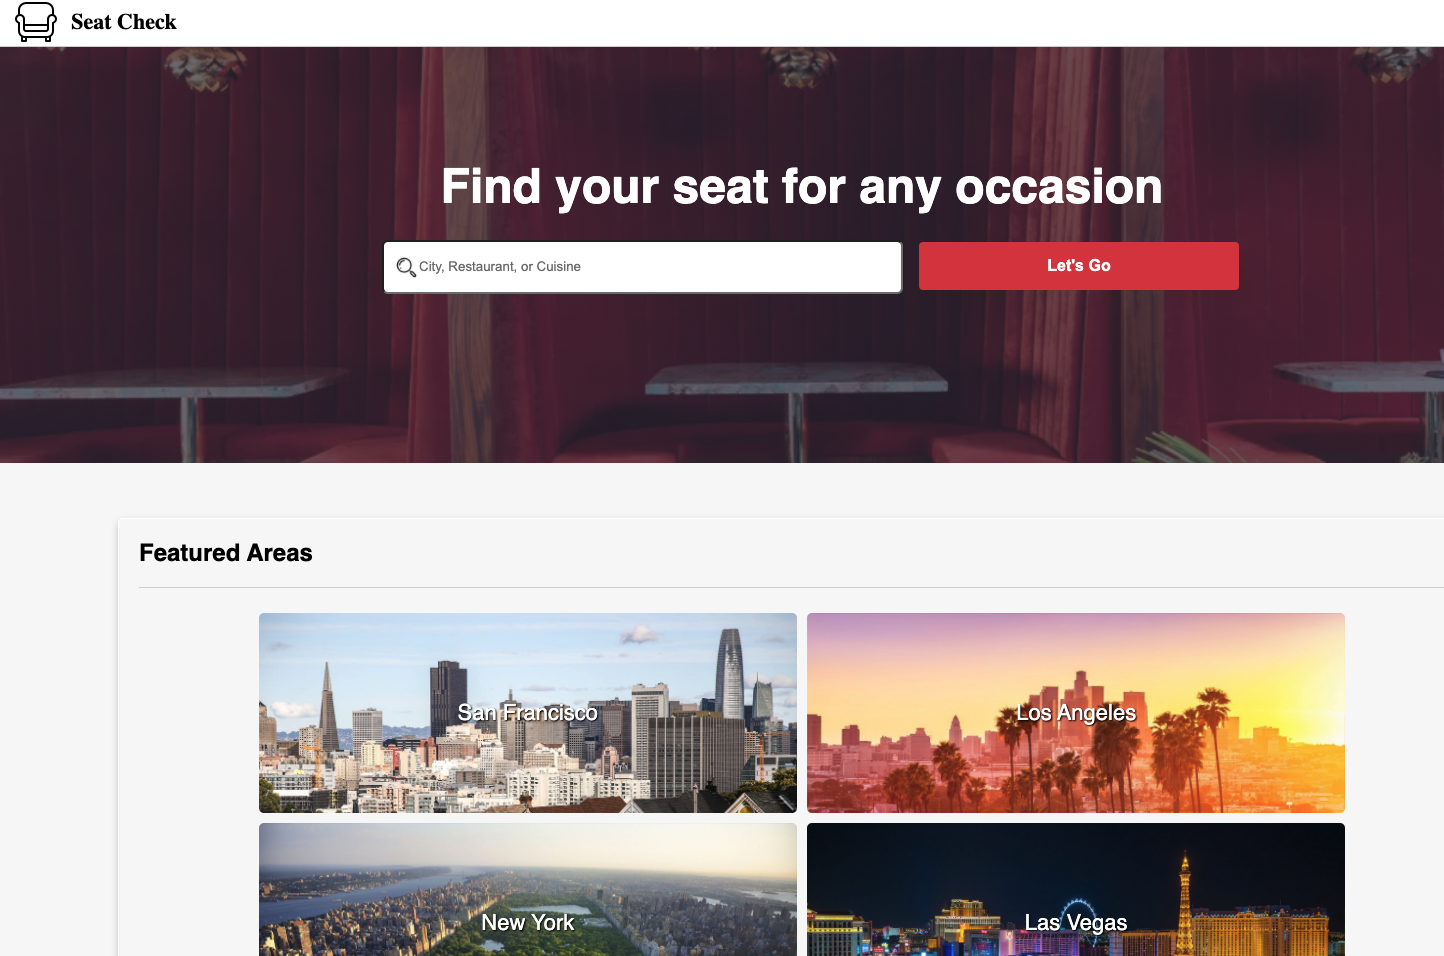 Seat Check
Find your seat for any occasion
City, Restaurant, or Cuisine
Let's Go
Featured Areas
San Francisco
Los Angeles
New York
Las Vegas